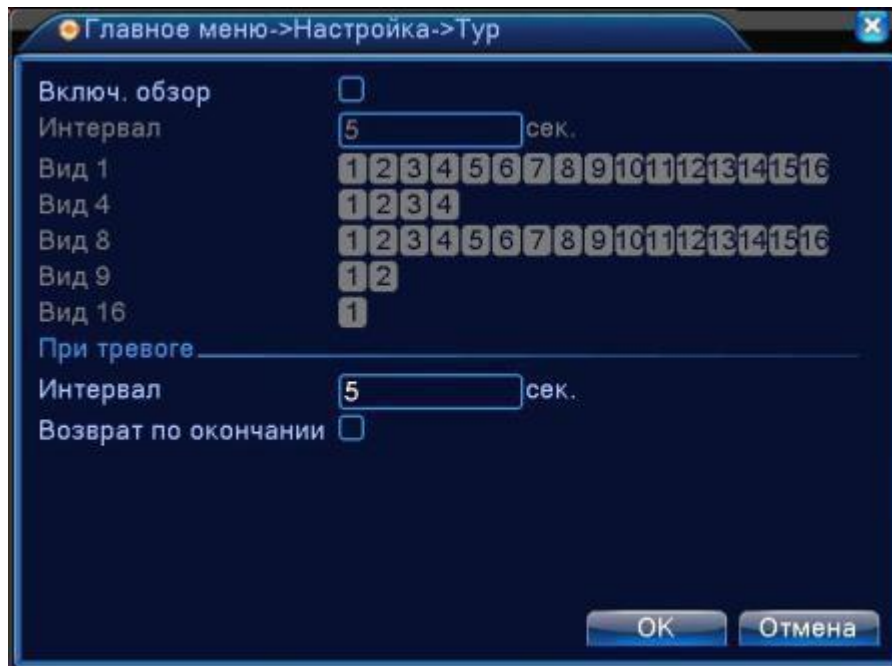 Главное меню->Настройка->Тур
Включ. обзор
Интервал 5 сек.
Вид 1 1 2 3 4 5 6 7 8 9 10 11 12 13 14 15 16
Вид 4 1 2 3 4
Вид 8 1 2 3 4 5 6 7 8 9 10 11 12 13 14 15 16
Вид 9 1 2
Вид 16 1
При тревоге
Интервал 5 сек.
Возврат по окончании
OK Отмена